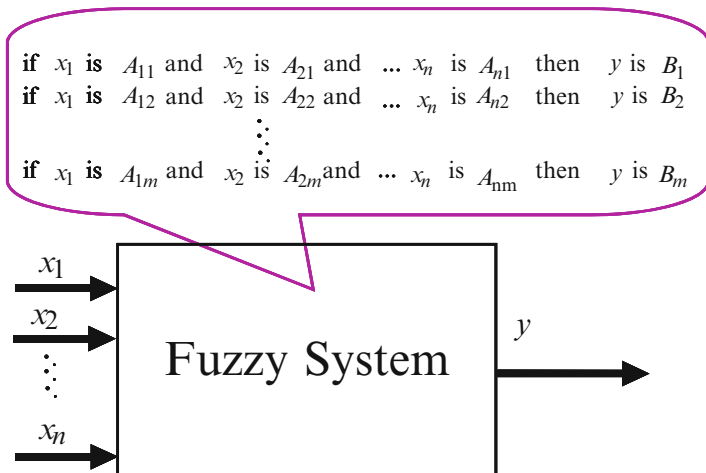 if x₁ is A₁₁ and x₂ is A₂₁ and ... xₙ is Aₙ₁ then y is B₁
if x₁ is A₁₂ and x₂ is A₂₂ and ... xₙ is Aₙ₂ then y is B₂
if x₁ is A₁ₘ and x₂ is A₂ₘ and ... xₙ is Aₙₘ then y is Bₘ
x₁
x₂
y
Fuzzy System
xₙ